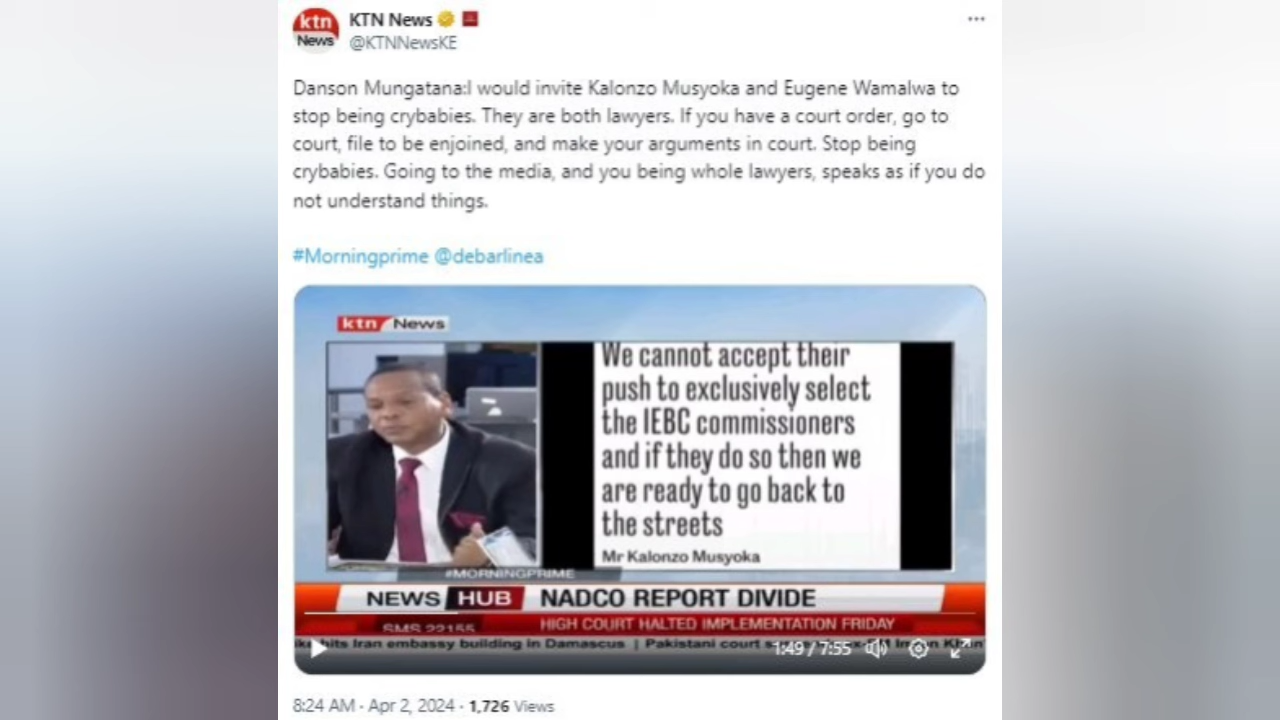 ktn
News
KTN News
@KTNNewsKE
Danson Mungatana:I would invite Kalonzo Musyoka and Eugene Wamalwa to
stop being crybabies. They are both lawyers. If you have a court order, go to
court, file to be enjoined, and make your arguments in court. Stop being
crybabies. Going to the media, and you being whole lawyers, speaks as if you do
not understand things.
#Morningprime @debarlinea
ktn News
We cannot accept their
push to exclusively select
the IEBC commissioners
and if they do so then we
are ready to go back to
the streets
Mr Kalonzo Musyoka
#MORNINGPRIME
NEWS HUB NADCO REPORT DIVIDE
SMS 22155 HIGH COURT HALTED IMPLEMENTATION FRIDAY
hits Iran embassy building in Damascus | Pakistani court
1:49 / 7:55
8:24 AM · Apr 2, 2024 · 1,726 Views